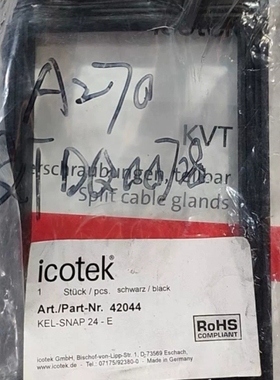 icotek
A270
KVT
erschraubungen, teilbar
Split cable glands
icotek®
1 Stück / pcs. schwarz / black
Art./Part-Nr. 42044
KEL-SNAP 24 - E
RoHS
COMPLIANT
icotek GmbH, Bischof-von-Lipp-Str. 1, D-73569 Eschach,
Tel.: 07175/92380-0 Made in Germany
www.icotek.de